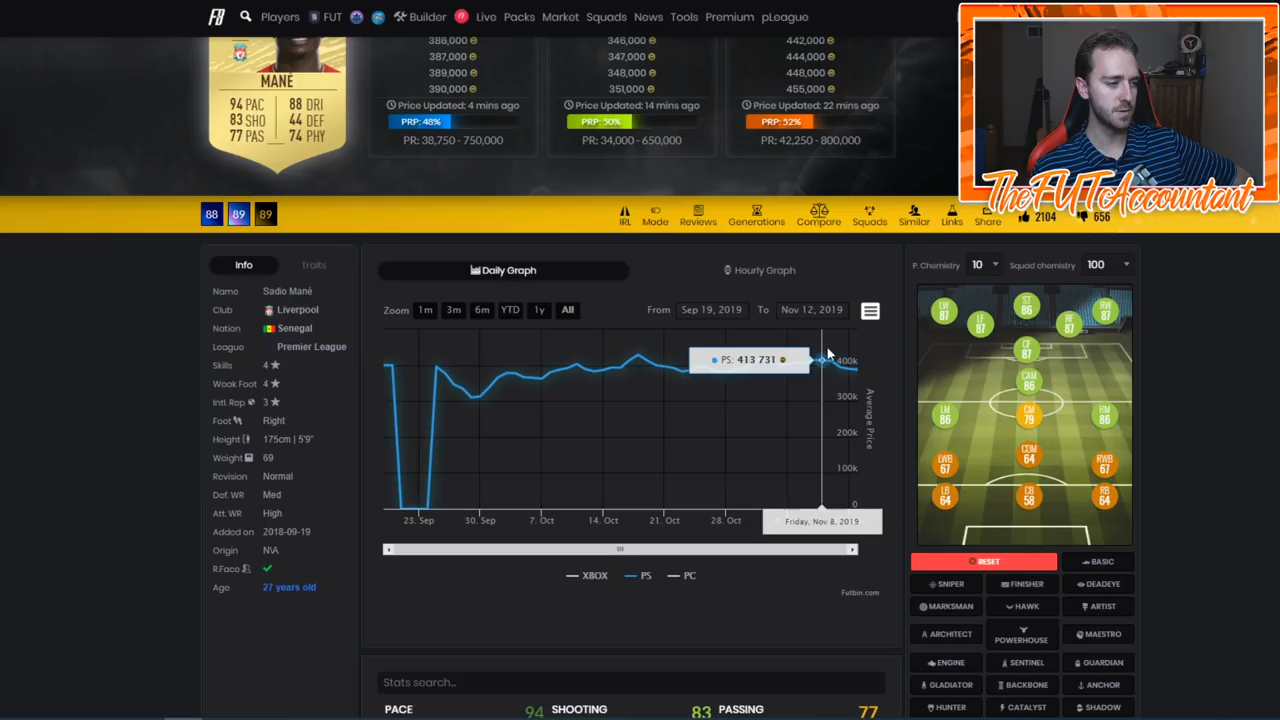 F8 Players FUT Builder Live Packs Market Squads News Tools Premium pLeague
MANÉ
94 PAC 88 DRI
83 SHO 44 DEF
77 PAS 74 PHY
386,000 346,000 442,000
387,000 347,000 444,000
389,000 348,000 448,000
390,000 351,000 455,000
Price Updated: 4 mins ago Price Updated: 14 mins ago Price Updated: 22 mins ago
PRP: 48% PRP: 50% PRP: 52%
PR: 38,750 - 750,000 PR: 34,000 - 650,000 PR: 42,250 - 800,000
TheFUTAccountant
88 89 89
IRL Mode Reviews Generations Compare Squads Similar Links Share 2104 656
Info Traits
Name Sadio Mané
Club Liverpool
Nation Senegal
League Premier League
Skills 4
Weak Foot 4
Intl. Rep 3
Foot Right
Height 175cm | 5'9"
Weight 69
Revision Normal
Def. WR Med
Att. WR High
Added on 2018-09-19
Origin N\A
R.Face
Age 27 years old
Daily Graph Hourly Graph
Zoom 1m 3m 6m YTD 1y All From Sep 19, 2019 To Nov 12, 2019
PS: 413 731
400k
300k
200k
100k
0
Average Price
23. Sep 30. Sep 7. Oct 14. Oct 21. Oct 28. Oct
Friday, Nov 8, 2019
XBOX PS PC
Futbin.com
Stats search...
PACE 94 SHOOTING 83 PASSING 77
P. Chemistry 10 Squad chemistry 100
LW 87 ST 86 RW 87
LF 87 RF 87
CF 87
CAM 86
LM 86 CM 79 RM 86
LWB 67 CDM 64 RWB 67
LB 64 CB 58 RB 64
RESET BASIC
SNIPER FINISHER DEADEYE
MARKSMAN HAWK ARTIST
ARCHITECT POWERHOUSE MAESTRO
ENGINE SENTINEL GUARDIAN
GLADIATOR BACKBONE ANCHOR
HUNTER CATALYST SHADOW